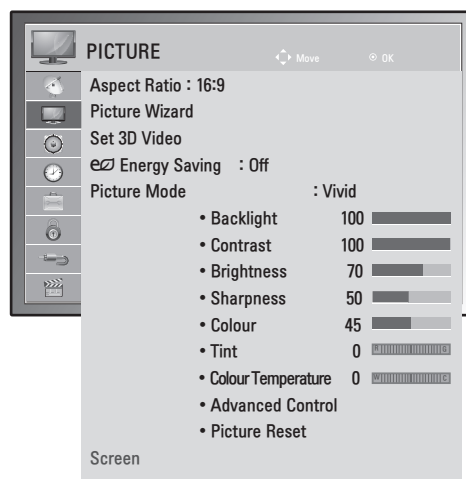 PICTURE
Move
OK
Aspect Ratio : 16:9
Picture Wizard
Set 3D Video
Energy Saving : Off
Picture Mode : Vivid
• Backlight 100
• Contrast 100
• Brightness 70
• Sharpness 50
• Colour 45
• Tint 0 R G
• Colour Temperature 0 W C
• Advanced Control
• Picture Reset
Screen